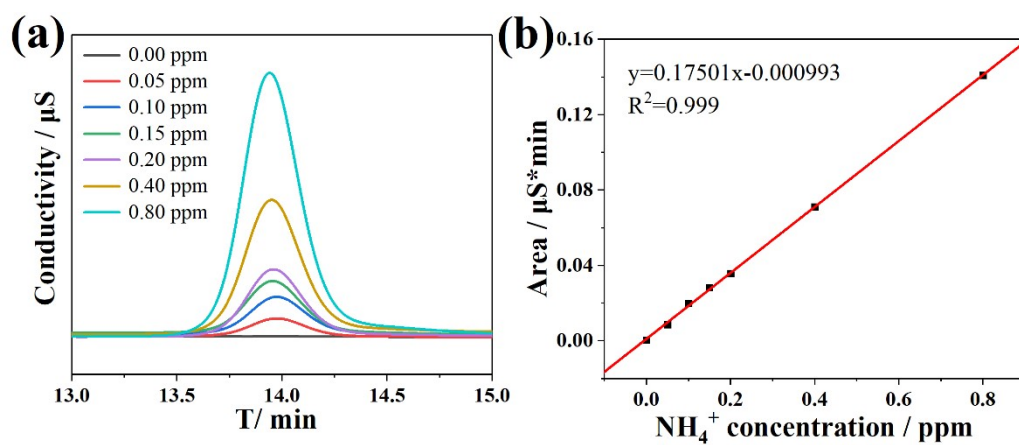 (a)
0.00 ppm
0.05 ppm
0.10 ppm
0.15 ppm
0.20 ppm
0.40 ppm
0.80 ppm
Conductivity / μS
13.0 13.5 14.0 14.5 15.0
T/ min
(b)
y=0.17501x-0.000993
R²=0.999
0.16
0.12
0.08
0.04
0.00
Area / μS*min
0.0 0.2 0.4 0.6 0.8
NH₄⁺ concentration / ppm